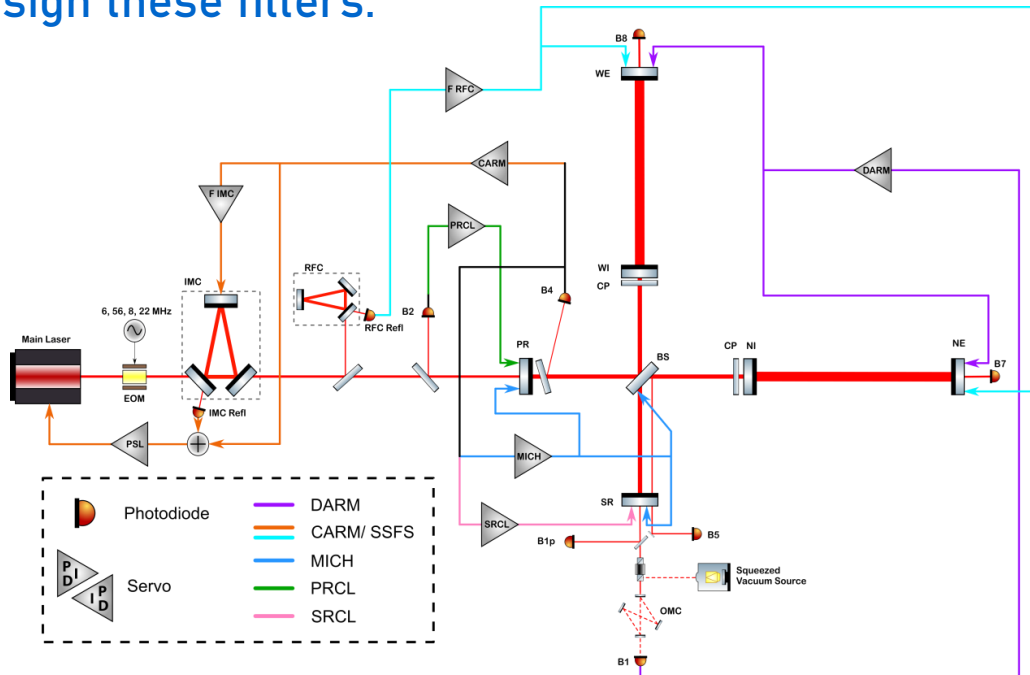 sign these filters.
B8
WE
F RFC
CARM
DARM
F IMC
PRCL
RFC
WI
CP
IMC
B4
6, 56, 8, 22 MHz
B2
RFC Refl
Main Laser
PR
BS
CP
NI
NE
B7
EOM
IMC Refl
PSL
MICH
SR
SRCL
B1p
B5
Squeezed
Vacuum Source
OMC
B1
Photodiode
P
I
D
I
P
D
Servo
DARM
CARM/ SSFS
MICH
PRCL
SRCL